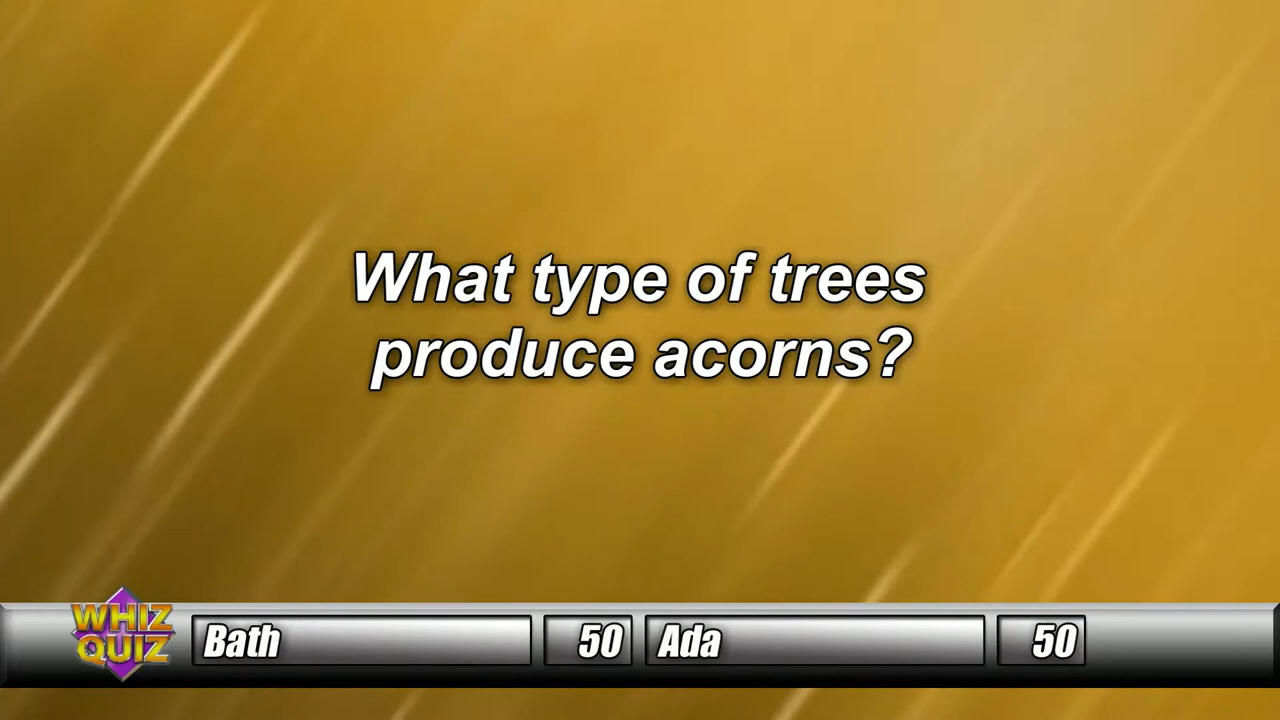 What type of trees
produce acorns?
WHIZ
QUIZ
Bath 50 Ada 50